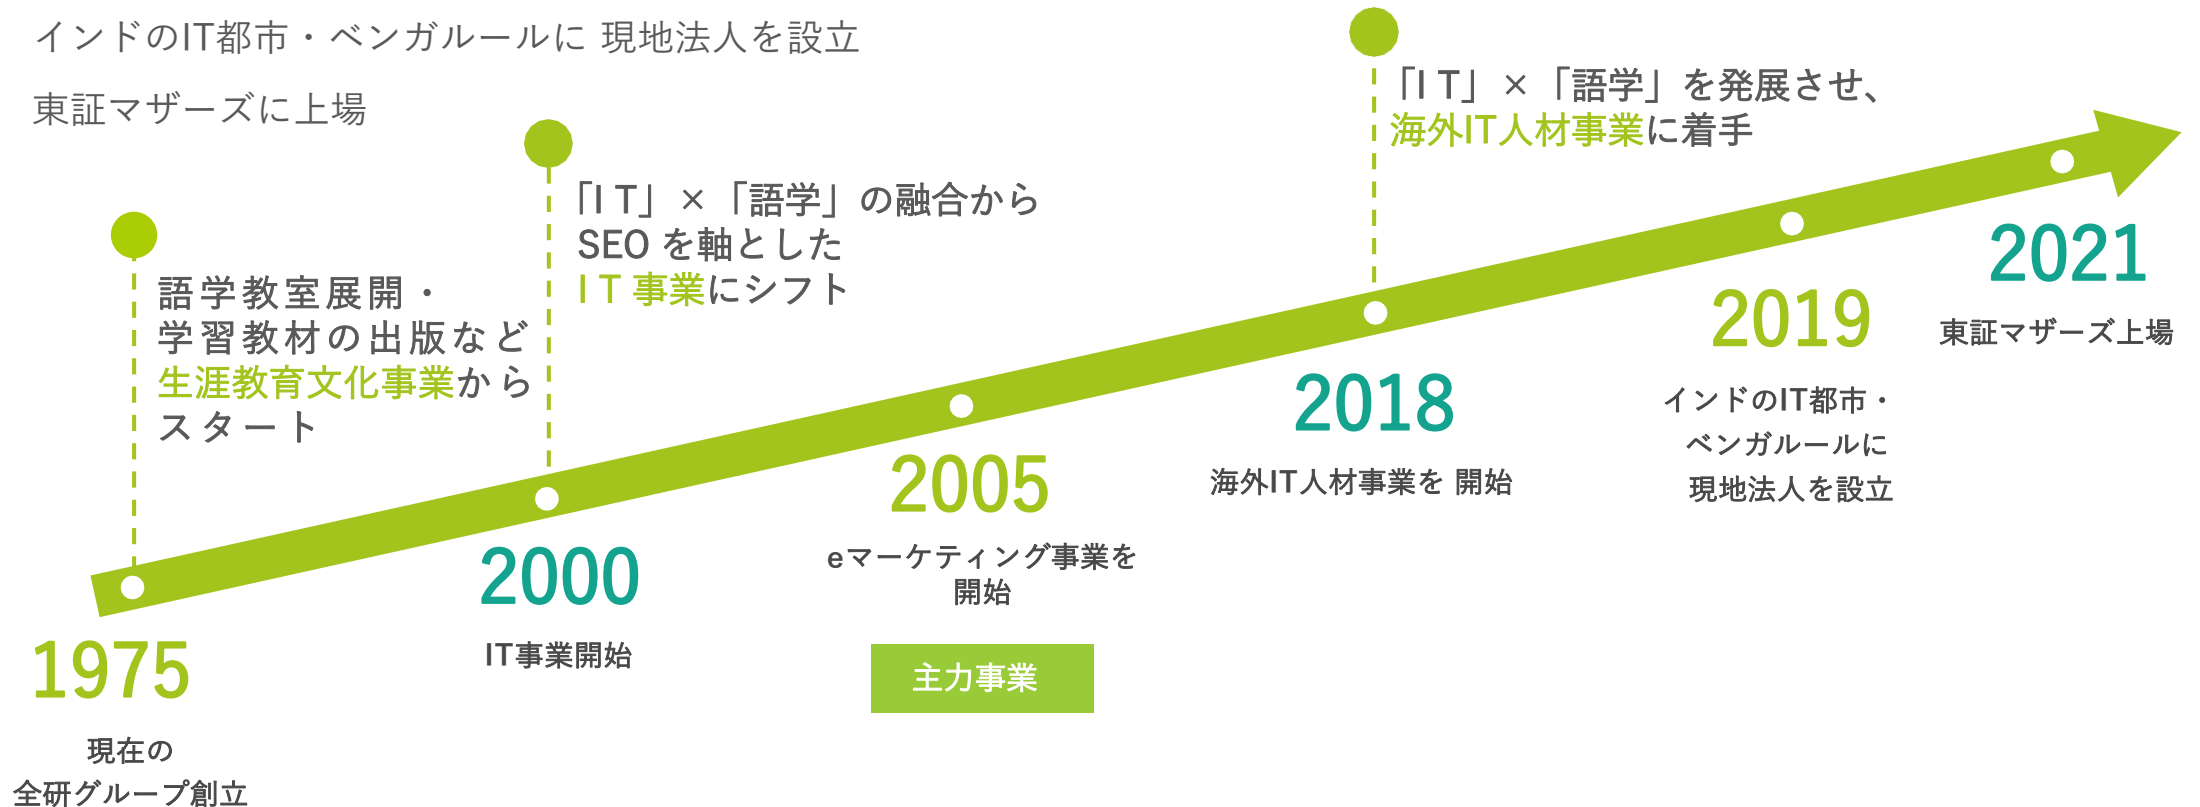 インドのIT都市・ベンガルールに 現地法人を設立
東証マザーズに上場
語学教室展開・
学習教材の出版など
生涯教育文化事業から
スタート
「IT」×「語学」の融合から
SEO を軸とした
IT 事業にシフト
「IT」×「語学」を発展させ、
海外IT人材事業に着手
1975
現在の
全研グループ創立
2000
IT事業開始
2005
eマーケティング事業を
開始
主力事業
2018
海外IT人材事業を 開始
2019
インドのIT都市・
ベンガルールに
現地法人を設立
2021
東証マザーズ上場